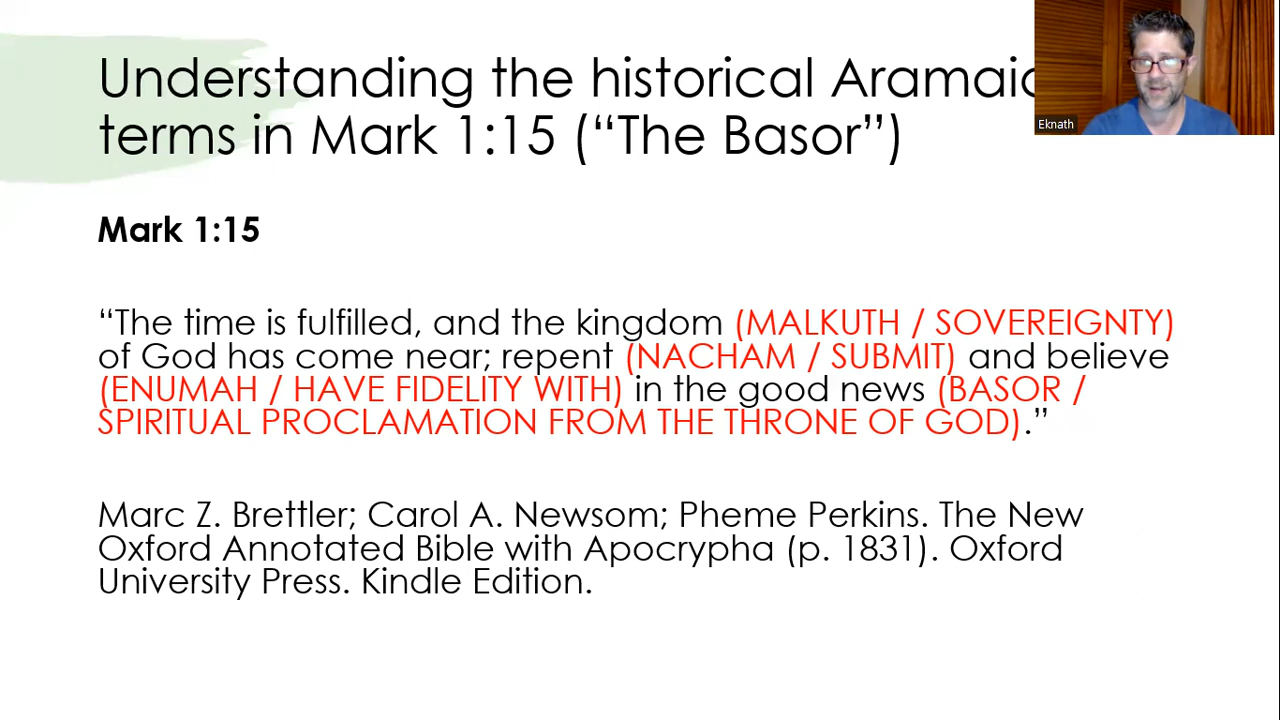 Understanding the historical Aramaic
terms in Mark 1:15 (“The Basor”)
Eknath
Mark 1:15
“The time is fulfilled, and the kingdom (MALKUTH / SOVEREIGNTY)
of God has come near; repent (NACHAM / SUBMIT) and believe
(ENUMAH / HAVE FIDELITY WITH) in the good news (BASOR /
SPIRITUAL PROCLAMATION FROM THE THRONE OF GOD).”
Marc Z. Brettler; Carol A. Newsom; Pheme Perkins. The New
Oxford Annotated Bible with Apocrypha (p. 1831). Oxford
University Press. Kindle Edition.